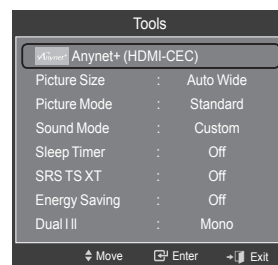 Tools
Anynet+ Anynet+ (HDMI-CEC)
Picture Size : Auto Wide
Picture Mode : Standard
Sound Mode : Custom
Sleep Timer : Off
SRS TS XT : Off
Energy Saving : Off
Dual I II : Mono
Move Enter Exit